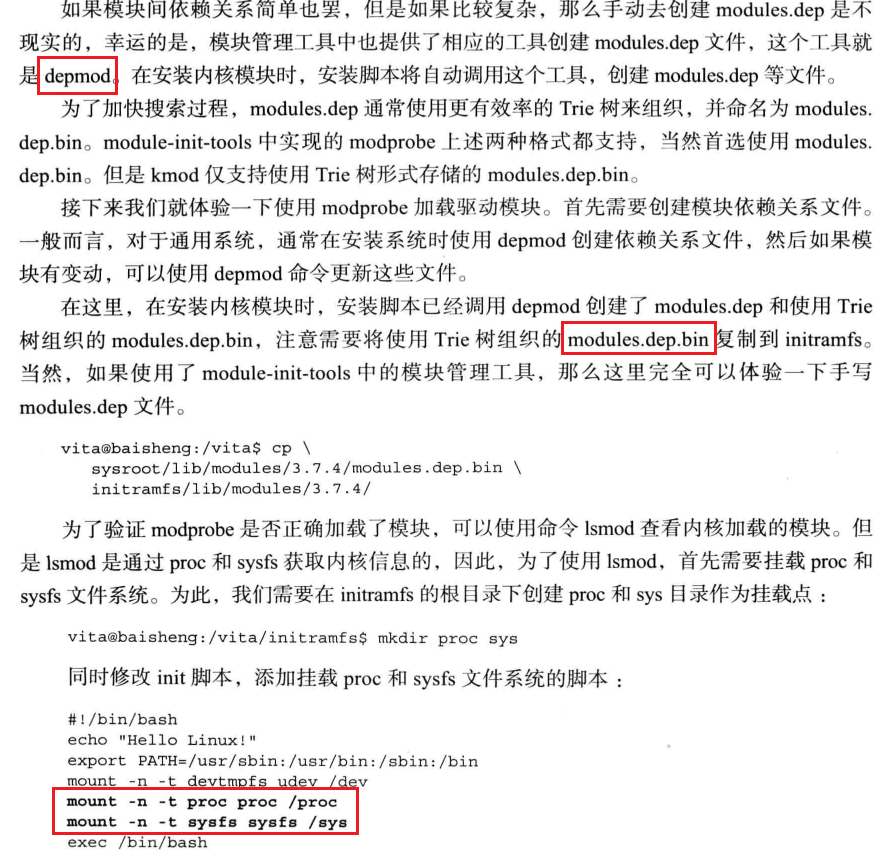 如果模块间依赖关系简单也罢，但是如果比较复杂，那么手动去创建 modules.dep 是不
现实的，幸运的是，模块管理工具中也提供了相应的工具创建 modules.dep 文件，这个工具就
是 depmod。在安装内核模块时，安装脚本将自动调用这个工具，创建 modules.dep 等文件。
为了加快搜索过程，modules.dep 通常使用更有效率的 Trie 树来组织，并命名为 modules.
dep.bin。module-init-tools 中实现的 modprobe 上述两种格式都支持，当然首选使用 modules.
dep.bin。但是 kmod 仅支持使用 Trie 树形式存储的 modules.dep.bin。
接下来我们就体验一下使用 modprobe 加载驱动模块。首先需要创建模块依赖关系文件。
一般而言，对于通用系统，通常在安装系统时使用 depmod 创建依赖关系文件，然后如果模
块有变动，可以使用 depmod 命令更新这些文件。
在这里，在安装内核模块时，安装脚本已经调用 depmod 创建了 modules.dep 和使用 Trie
树组织的 modules.dep.bin，注意需要将使用 Trie 树组织的 modules.dep.bin 复制到 initramfs。
当然，如果使用了 module-init-tools 中的模块管理工具，那么这里完全可以体验一下手写
modules.dep 文件。
vita@baisheng:/vita$ cp \
sysroot/lib/modules/3.7.4/modules.dep.bin \
initramfs/lib/modules/3.7.4/
为了验证 modprobe 是否正确加载了模块，可以使用命令 lsmod 查看内核加载的模块。但
是 lsmod 是通过 proc 和 sysfs 获取内核信息的，因此，为了使用 lsmod，首先需要挂载 proc 和
sysfs 文件系统。为此，我们需要在 initramfs 的根目录下创建 proc 和 sys 目录作为挂载点：
vita@baisheng:/vita/initramfs$ mkdir proc sys
同时修改 init 脚本，添加挂载 proc 和 sysfs 文件系统的脚本：
#!/bin/bash
echo "Hello Linux!"
export PATH=/usr/sbin:/usr/bin:/sbin:/bin
mount -n -t devtmpfs udev /dev
mount -n -t proc proc /proc
mount -n -t sysfs sysfs /sys
exec /bin/bash